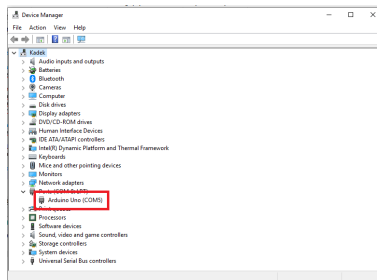 Device Manager
File Action View Help
Kadek
Audio inputs and outputs
Batteries
Bluetooth
Cameras
Computer
Disk drives
Display adapters
DVD/CD-ROM drives
Human Interface Devices
IDE ATA/ATAPI controllers
Intel(R) Dynamic Platform and Thermal Framework
Keyboards
Mice and other pointing devices
Monitors
Network adapters
Arduino Uno (COM5)
Processors
Software devices
Sound, video and game controllers
Storage controllers
System devices
Universal Serial Bus controllers